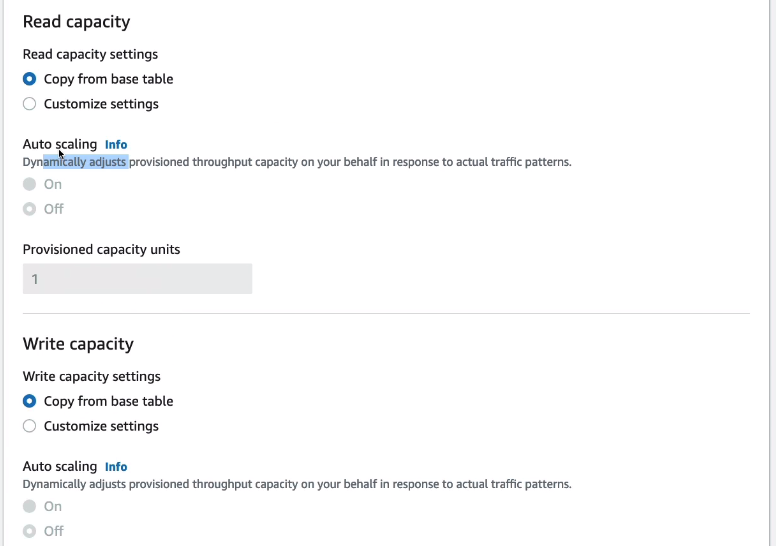 Read capacity
Read capacity settings
Copy from base table
Customize settings
Auto scaling Info
Dynamically adjusts provisioned throughput capacity on your behalf in response to actual traffic patterns.
On
Off
Provisioned capacity units
1
Write capacity
Write capacity settings
Copy from base table
Customize settings
Auto scaling Info
Dynamically adjusts provisioned throughput capacity on your behalf in response to actual traffic patterns.
On
Off